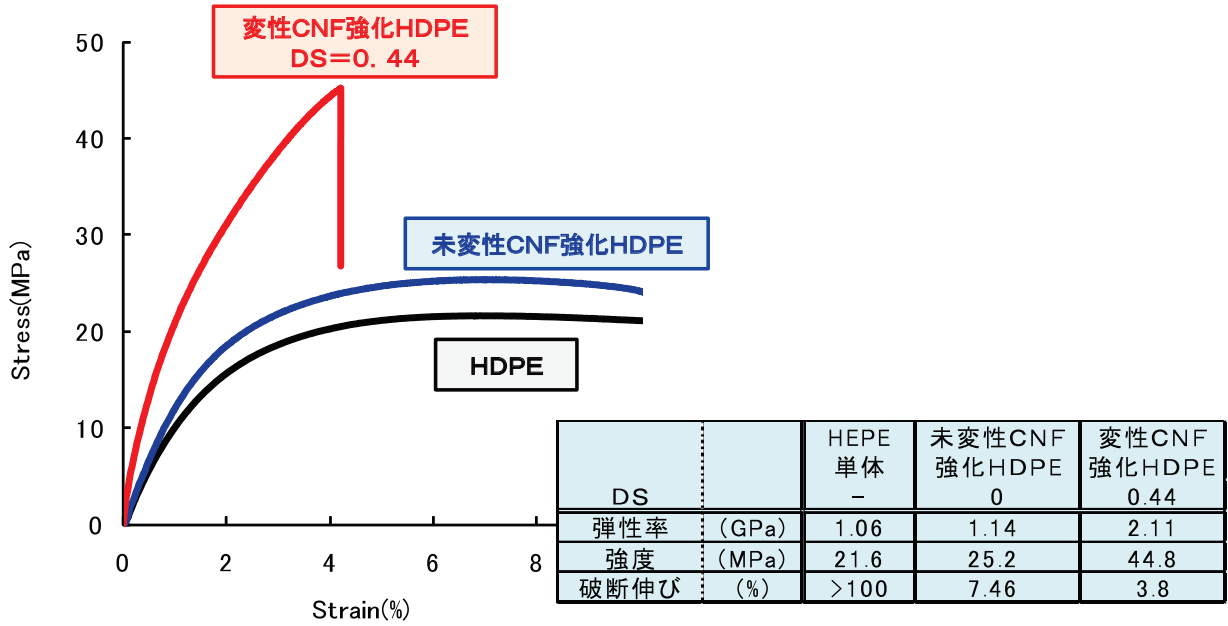 変性CNF強化HDPE
DS=0.44
未変性CNF強化HDPE
HDPE
Stress(MPa)
50
40
30
20
10
0
0 2 4 6 8
Strain(%)
HEPE 未変性CNF 変性CNF
単体 強化HDPE 強化HDPE
DS - 0 0.44
弾性率 (GPa) 1.06 1.14 2.11
強度 (MPa) 21.6 25.2 44.8
破断伸び (%) >100 7.46 3.8